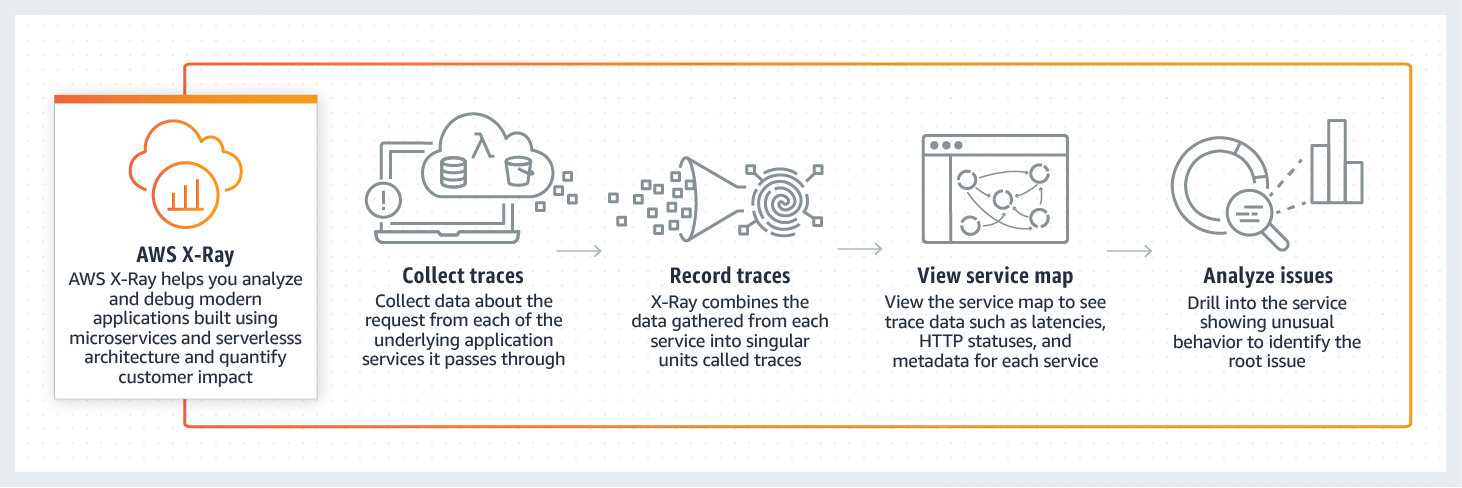 AWS X-Ray
AWS X-Ray helps you analyze
and debug modern
applications built using
microservices and serverlesss
architecture and quantify
customer impact
Collect traces
Collect data about the
request from each of the
underlying application
services it passes through
Record traces
X-Ray combines the
data gathered from each
service into singular
units called traces
View service map
View the service map to see
trace data such as latencies,
HTTP statuses, and
metadata for each service
Analyze issues
Drill into the service
showing unusual
behavior to identify the
root issue